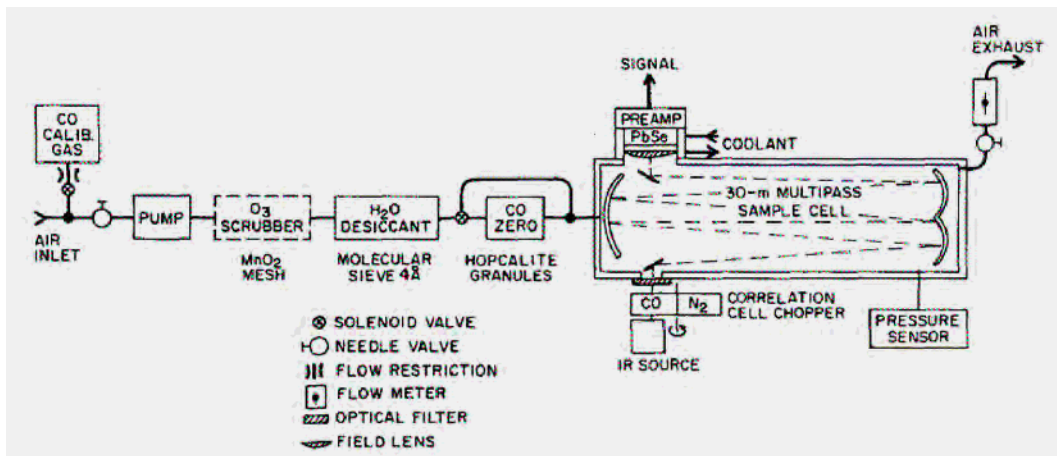 AIR
EXHAUST
SIGNAL
CO
CALIB.
GAS
PREAMP
PbSe
COOLANT
30-m MULTIPASS
SAMPLE CELL
PUMP
O3
SCRUBBER
H2O
DESICCANT
CO
ZERO
AIR
INLET
MnO2
MESH
MOLECULAR
SIEVE 4Å
HOPCALITE
GRANULES
CO
N2
CORRELATION
CELL CHOPPER
PRESSURE
SENSOR
IR SOURCE
SOLENOID VALVE
NEEDLE VALVE
FLOW RESTRICTION
FLOW METER
OPTICAL FILTER
FIELD LENS